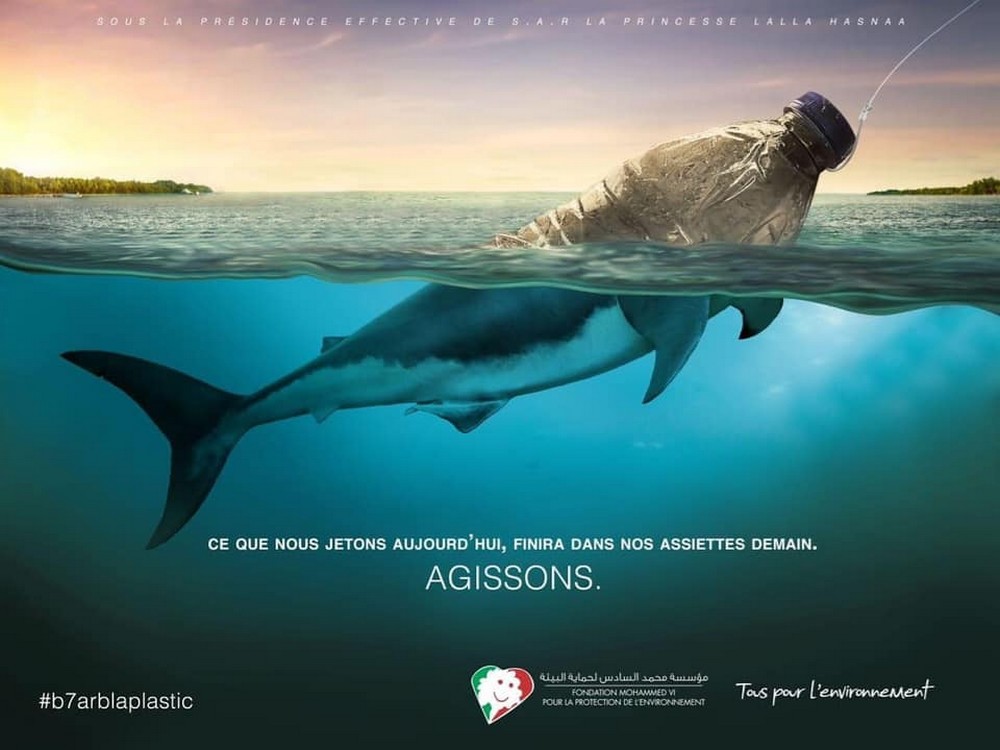 SOUS LA PRÉSIDENCE EFFECTIVE DE S.A.R LA PRINCESSE LALLA HASNAA
CE QUE NOUS JETONS AUJOURD'HUI, FINIRA DANS NOS ASSIETTES DEMAIN.
AGISSONS.
#b7arblaplastic
مؤسسة محمد السادس لحماية البيئة
FONDATION MOHAMMED VI
POUR LA PROTECTION DE L'ENVIRONNEMENT
Tous pour l'environnement